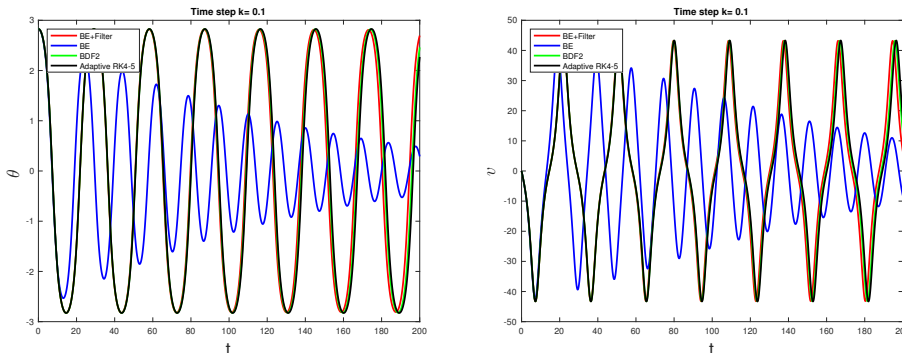 Time step k= 0.1
BE+Filter
BE
BDF2
Adaptive RK4-5
3
2
1
0
-1
-2
-3
θ
0 20 40 60 80 100 120 140 160 180 200
t
Time step k= 0.1
BE+Filter
BE
BDF2
Adaptive RK4-5
50
40
30
20
10
0
-10
-20
-30
-40
-50
v
0 20 40 60 80 100 120 140 160 180 200
t